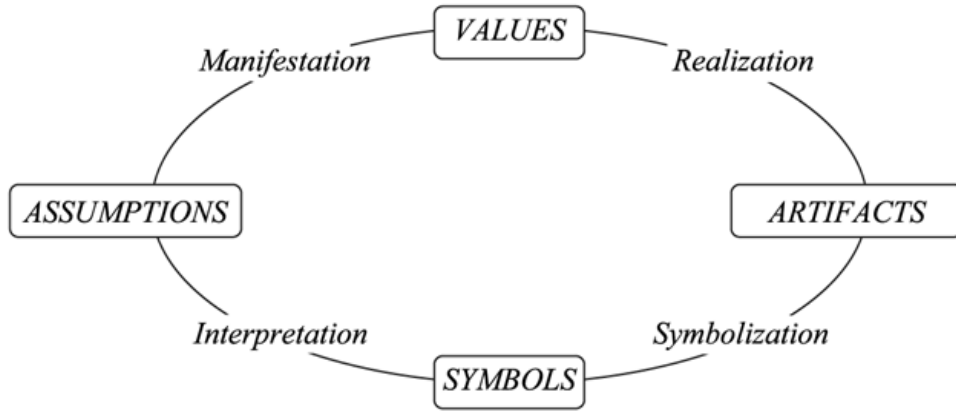 VALUES
Manifestation
Realization
ASSUMPTIONS
ARTIFACTS
Interpretation
Symbolization
SYMBOLS